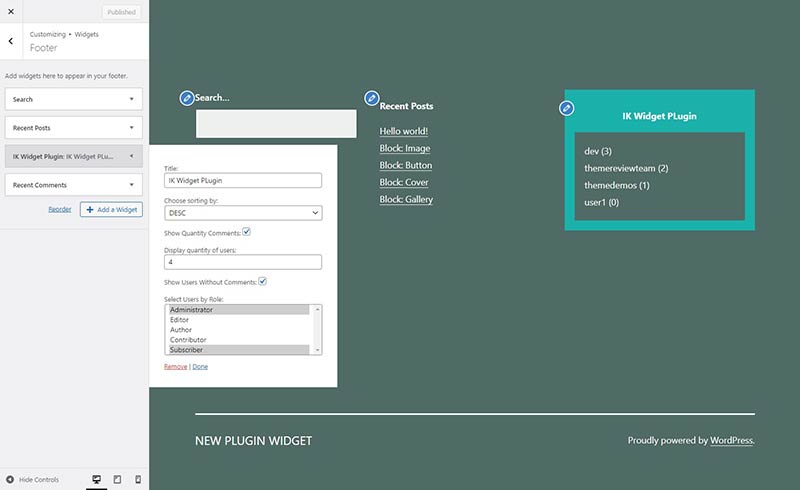 Published
Customizing • Widgets
Footer
Add widgets here to appear in your footer.
Search
Recent Posts
IK Widget Plugin: IK Widget PLu...
Recent Comments
Reorder
Add a Widget
Hide Controls
Title:
IK Widget PLugin
Choose sorting by:
DESC
Show Quantity Comments:
Display quantity of users:
4
Show Users Without Comments:
Select Users by Role:
Administrator
Editor
Author
Contributor
Subscriber
Remove | Done
Search...
Recent Posts
Hello world!
Block: Image
Block: Button
Block: Cover
Block: Gallery
IK Widget PLugin
dev (3)
themereviewteam (2)
themedemos (1)
user1 (0)
NEW PLUGIN WIDGET
Proudly powered by WordPress.